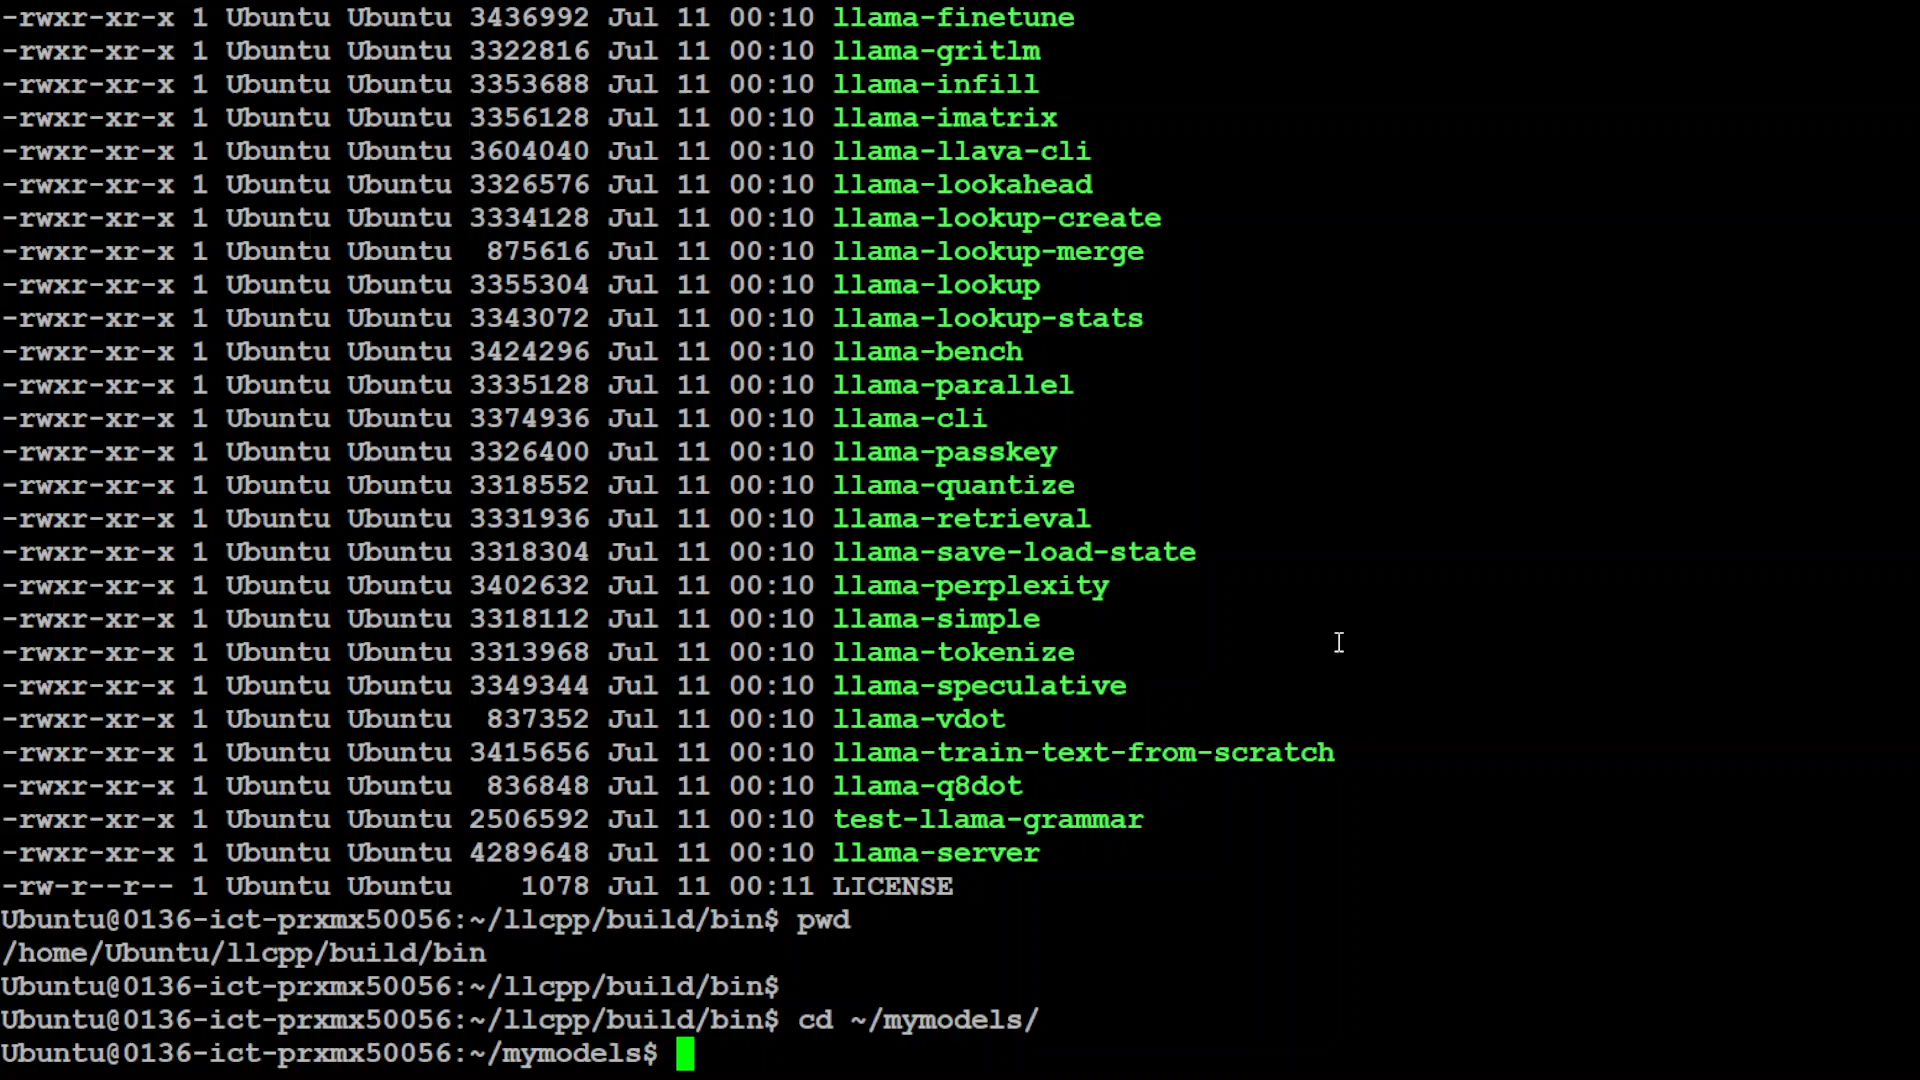 -rwxr-xr-x 1 Ubuntu Ubuntu 3436992 Jul 11 00:10 llama-finetune
-rwxr-xr-x 1 Ubuntu Ubuntu 3322816 Jul 11 00:10 llama-gritlm
-rwxr-xr-x 1 Ubuntu Ubuntu 3353688 Jul 11 00:10 llama-infill
-rwxr-xr-x 1 Ubuntu Ubuntu 3356128 Jul 11 00:10 llama-imatrix
-rwxr-xr-x 1 Ubuntu Ubuntu 3604040 Jul 11 00:10 llama-llava-cli
-rwxr-xr-x 1 Ubuntu Ubuntu 3326576 Jul 11 00:10 llama-lookahead
-rwxr-xr-x 1 Ubuntu Ubuntu 3334128 Jul 11 00:10 llama-lookup-create
-rwxr-xr-x 1 Ubuntu Ubuntu  875616 Jul 11 00:10 llama-lookup-merge
-rwxr-xr-x 1 Ubuntu Ubuntu 3355304 Jul 11 00:10 llama-lookup
-rwxr-xr-x 1 Ubuntu Ubuntu 3343072 Jul 11 00:10 llama-lookup-stats
-rwxr-xr-x 1 Ubuntu Ubuntu 3424296 Jul 11 00:10 llama-bench
-rwxr-xr-x 1 Ubuntu Ubuntu 3335128 Jul 11 00:10 llama-parallel
-rwxr-xr-x 1 Ubuntu Ubuntu 3374936 Jul 11 00:10 llama-cli
-rwxr-xr-x 1 Ubuntu Ubuntu 3326400 Jul 11 00:10 llama-passkey
-rwxr-xr-x 1 Ubuntu Ubuntu 3318552 Jul 11 00:10 llama-quantize
-rwxr-xr-x 1 Ubuntu Ubuntu 3331936 Jul 11 00:10 llama-retrieval
-rwxr-xr-x 1 Ubuntu Ubuntu 3318304 Jul 11 00:10 llama-save-load-state
-rwxr-xr-x 1 Ubuntu Ubuntu 3402632 Jul 11 00:10 llama-perplexity
-rwxr-xr-x 1 Ubuntu Ubuntu 3318112 Jul 11 00:10 llama-simple
-rwxr-xr-x 1 Ubuntu Ubuntu 3313968 Jul 11 00:10 llama-tokenize
-rwxr-xr-x 1 Ubuntu Ubuntu 3349344 Jul 11 00:10 llama-speculative
-rwxr-xr-x 1 Ubuntu Ubuntu  837352 Jul 11 00:10 llama-vdot
-rwxr-xr-x 1 Ubuntu Ubuntu 3415656 Jul 11 00:10 llama-train-text-from-scratch
-rwxr-xr-x 1 Ubuntu Ubuntu  836848 Jul 11 00:10 llama-q8dot
-rwxr-xr-x 1 Ubuntu Ubuntu 2506592 Jul 11 00:10 test-llama-grammar
-rwxr-xr-x 1 Ubuntu Ubuntu 4289648 Jul 11 00:10 llama-server
-rw-r--r-- 1 Ubuntu Ubuntu    1078 Jul 11 00:11 LICENSE
Ubuntu@0136-ict-prxmx50056:~/llcpp/build/bin$ pwd
/home/Ubuntu/llcpp/build/bin
Ubuntu@0136-ict-prxmx50056:~/llcpp/build/bin$
Ubuntu@0136-ict-prxmx50056:~/llcpp/build/bin$ cd ~/mymodels/
Ubuntu@0136-ict-prxmx50056:~/mymodels$